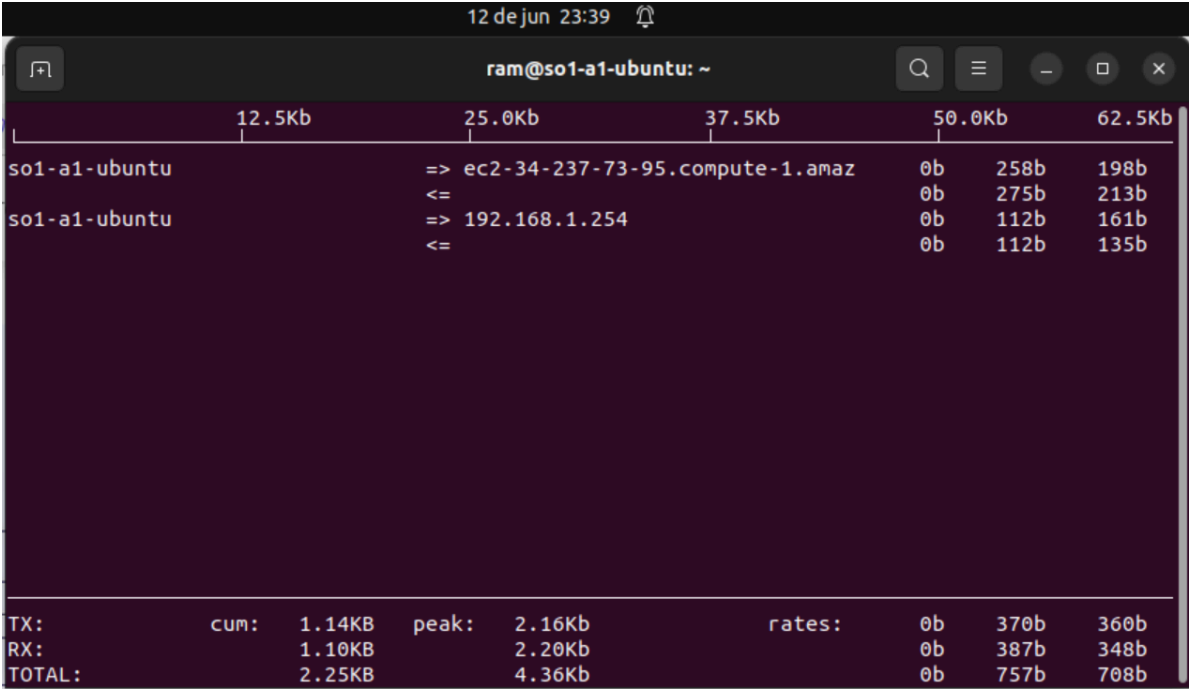 12 de jun 23:39
ram@so1-a1-ubuntu: ~
12.5Kb 25.0Kb 37.5Kb 50.0Kb 62.5Kb
so1-a1-ubuntu => ec2-34-237-73-95.compute-1.amaz 0b 258b 198b
<= 0b 275b 213b
so1-a1-ubuntu => 192.168.1.254 0b 112b 161b
<= 0b 112b 135b
TX: cum: 1.14KB peak: 2.16Kb rates: 0b 370b 360b
RX: 1.10KB 2.20Kb 0b 387b 348b
TOTAL: 2.25KB 4.36Kb 0b 757b 708b